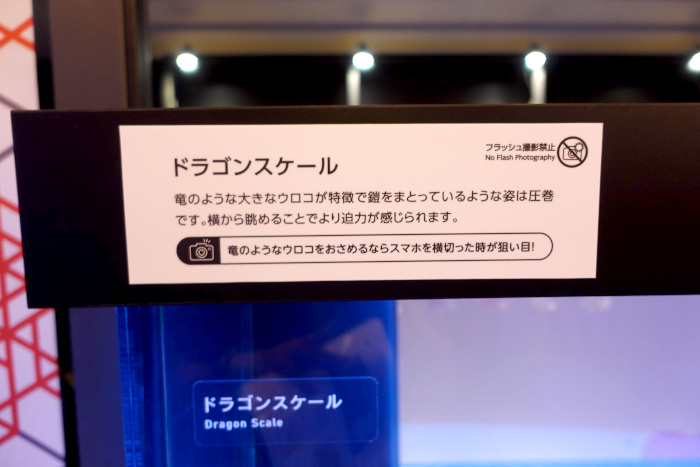 フラッシュ撮影禁止
No Flash Photography
ドラゴンスケール
竜のような大きなウロコが特徴で鎧をまとっているような姿は圧巻
です。横から眺めることでより迫力が感じられます。
竜のようなウロコをおさめるならスマホを横切った時が狙い目!
ドラゴンスケール
Dragon Scale